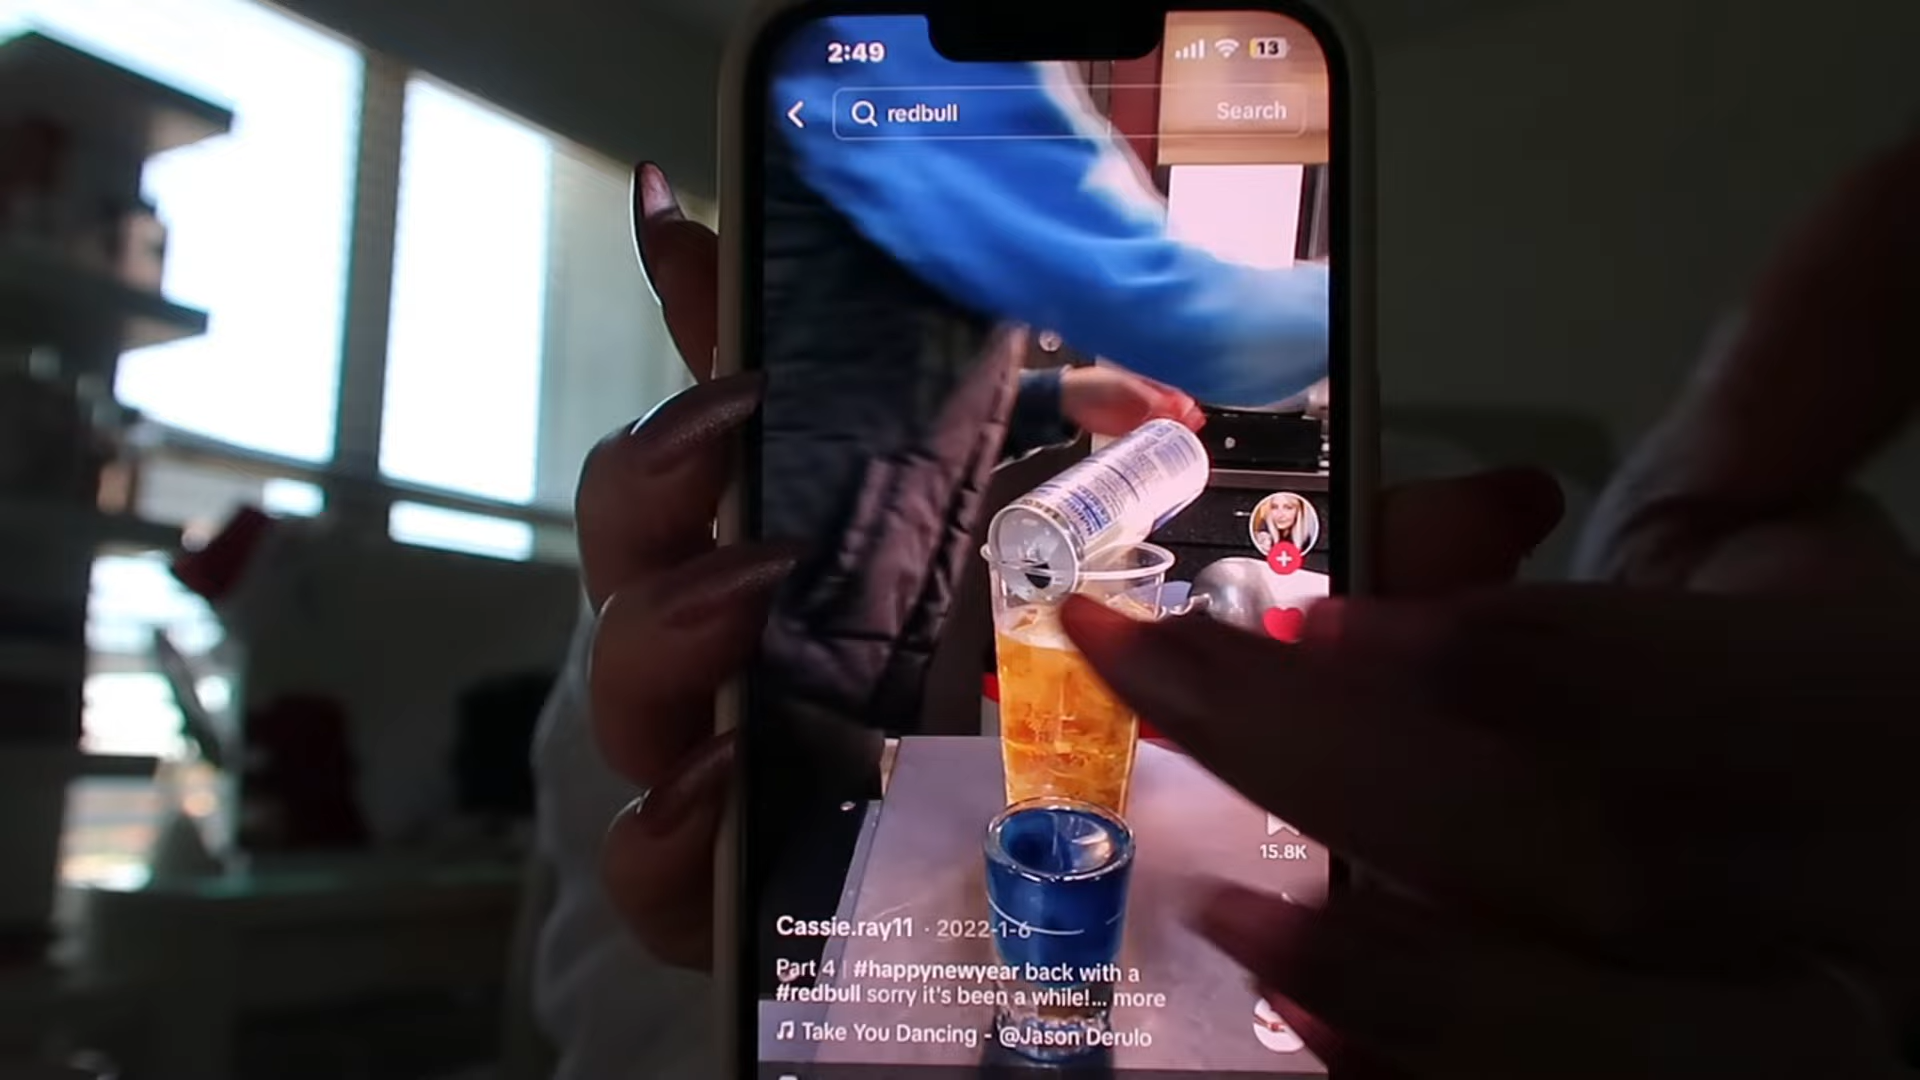 2:49
13
redbull
Search
15.8K
Cassie.ray11 · 2022-1-6
Part 4 | #happynewyear back with a
#redbull sorry it's been a while!... more
Take You Dancing - @Jason Derulo